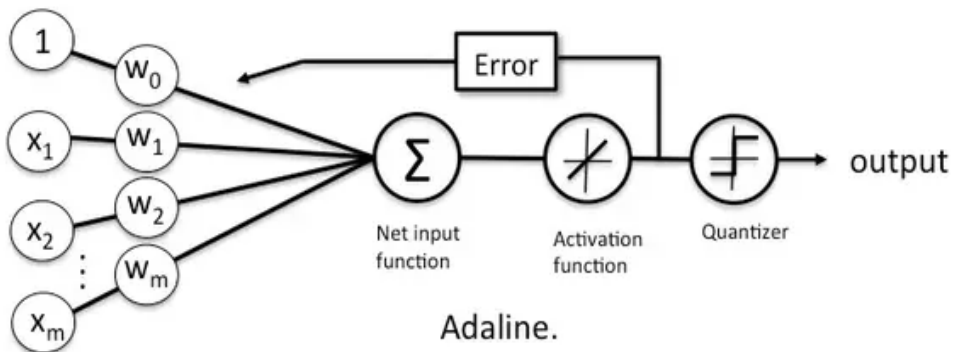 1
w₀
Error
x₁
w₁
Σ
output
x₂
w₂
Net input
function
Activation
function
Quantizer
⋮
wₘ
xₘ
Adaline.